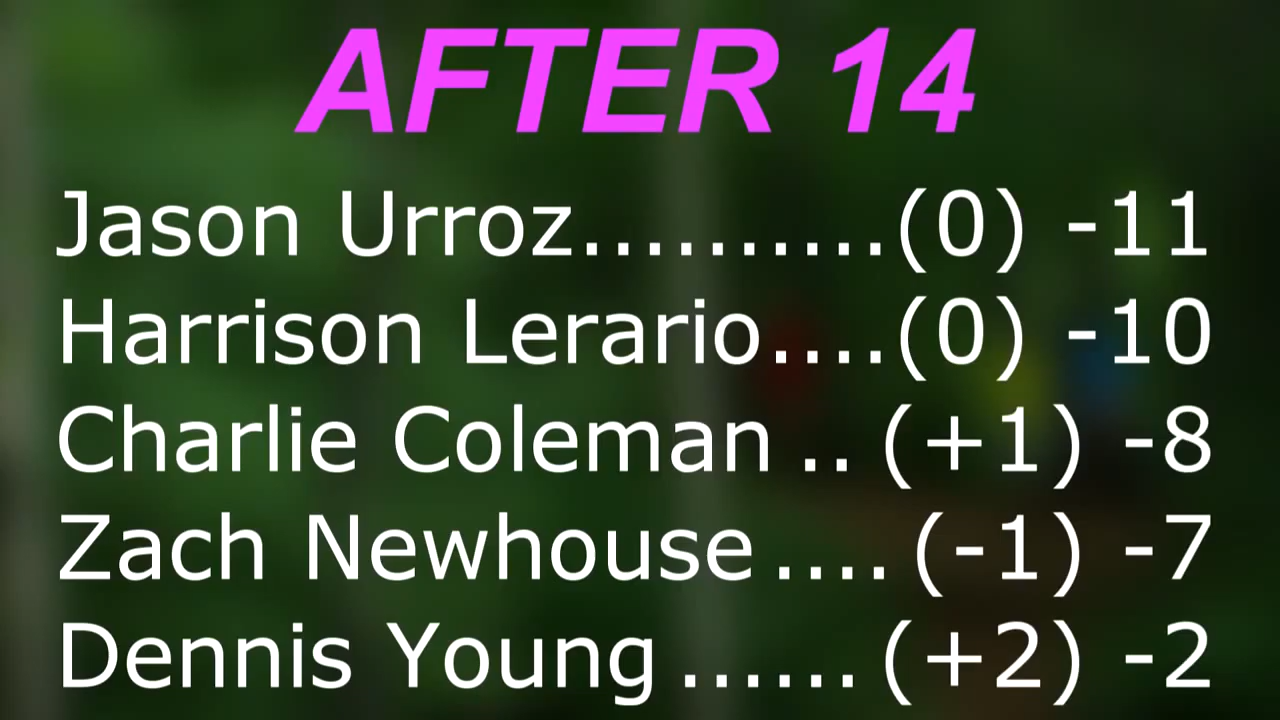 AFTER 14
Jason Urroz..........(0) -11
Harrison Lerario....(0) -10
Charlie Coleman .. (+1) -8
Zach Newhouse .... (-1) -7
Dennis Young ...... (+2) -2